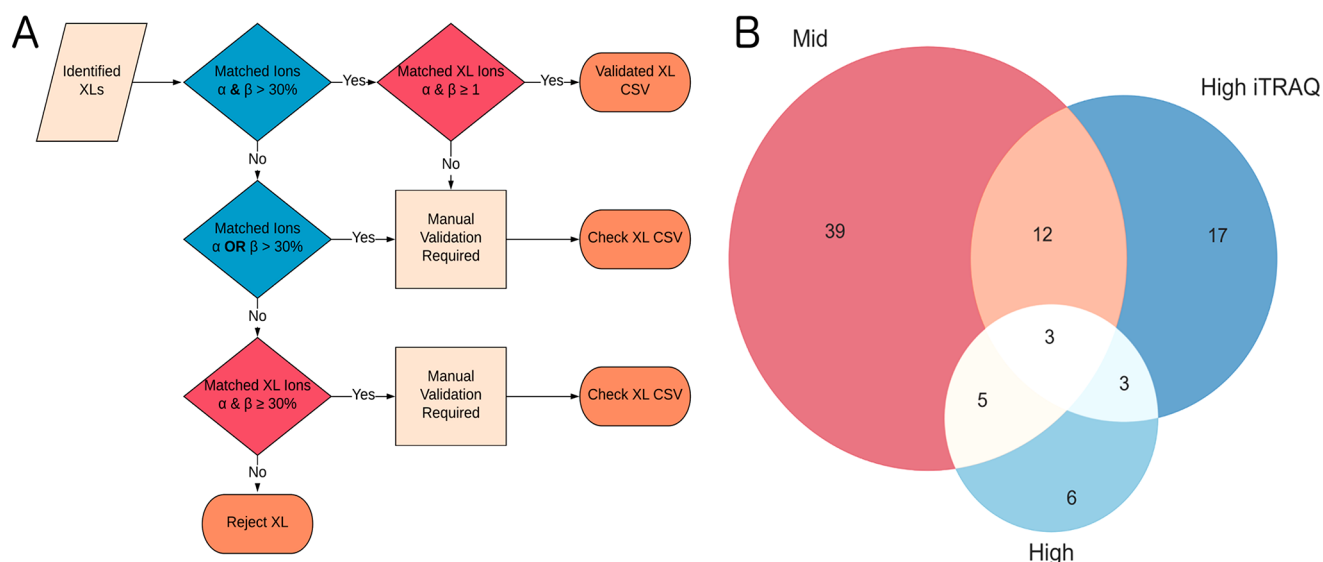 A
Identified
XLs
Matched Ions
α & β > 30%
Yes
Matched XL Ions
α & β ≥ 1
Yes
Validated XL
CSV
No
No
Matched Ions
α OR β > 30%
Yes
Manual
Validation
Required
Check XL CSV
No
Matched XL Ions
α & β ≥ 30%
Yes
Manual
Validation
Required
Check XL CSV
No
Reject XL
B
Mid
High iTRAQ
39
12
17
3
5
3
6
High